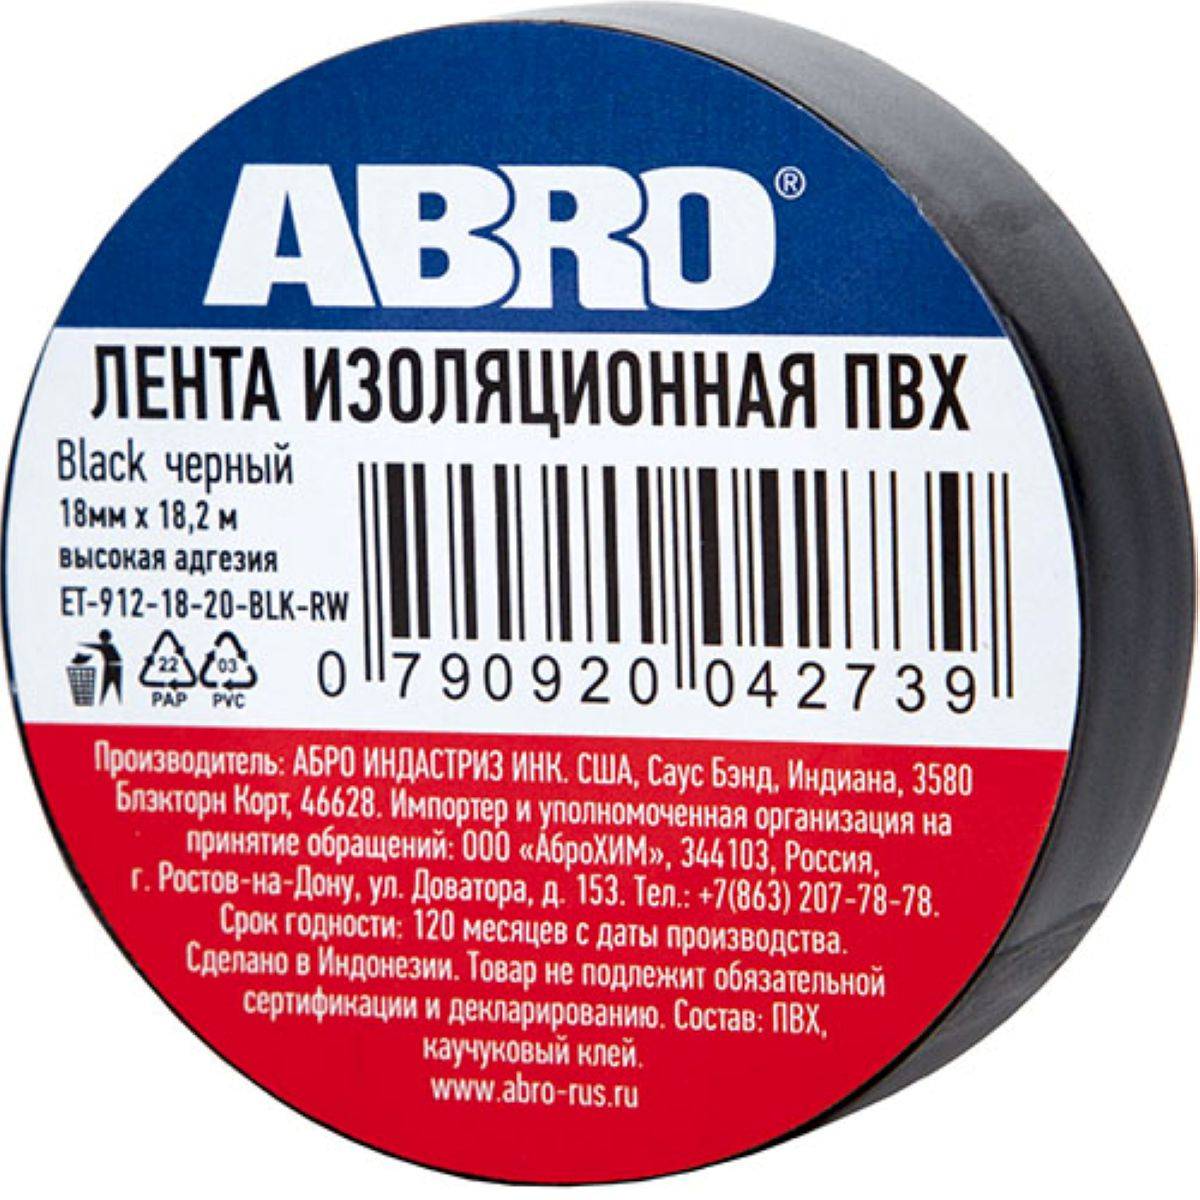 ABRO®
ЛЕНТА ИЗОЛЯЦИОННАЯ ПВХ
Black черный
18мм x 18,2 м
высокая адгезия
ET-912-18-20-BLK-RW
22 03
PAP PVC
0 790920 042739
Производитель: АБРО ИНДАСТРИЗ ИНК. США, Саус Бэнд, Индиана, 3580
Блэкторн Корт, 46628. Импортер и уполномоченная организация на
принятие обращений: ООО «АброХИМ», 344103, Россия,
г. Ростов-на-Дону, ул. Доватора, д. 153. Тел.: +7(863) 207-78-78.
Срок годности: 120 месяцев с даты производства.
Сделано в Индонезии. Товар не подлежит обязательной
сертификации и декларированию. Состав: ПВХ,
каучуковый клей.
www.abro-rus.ru